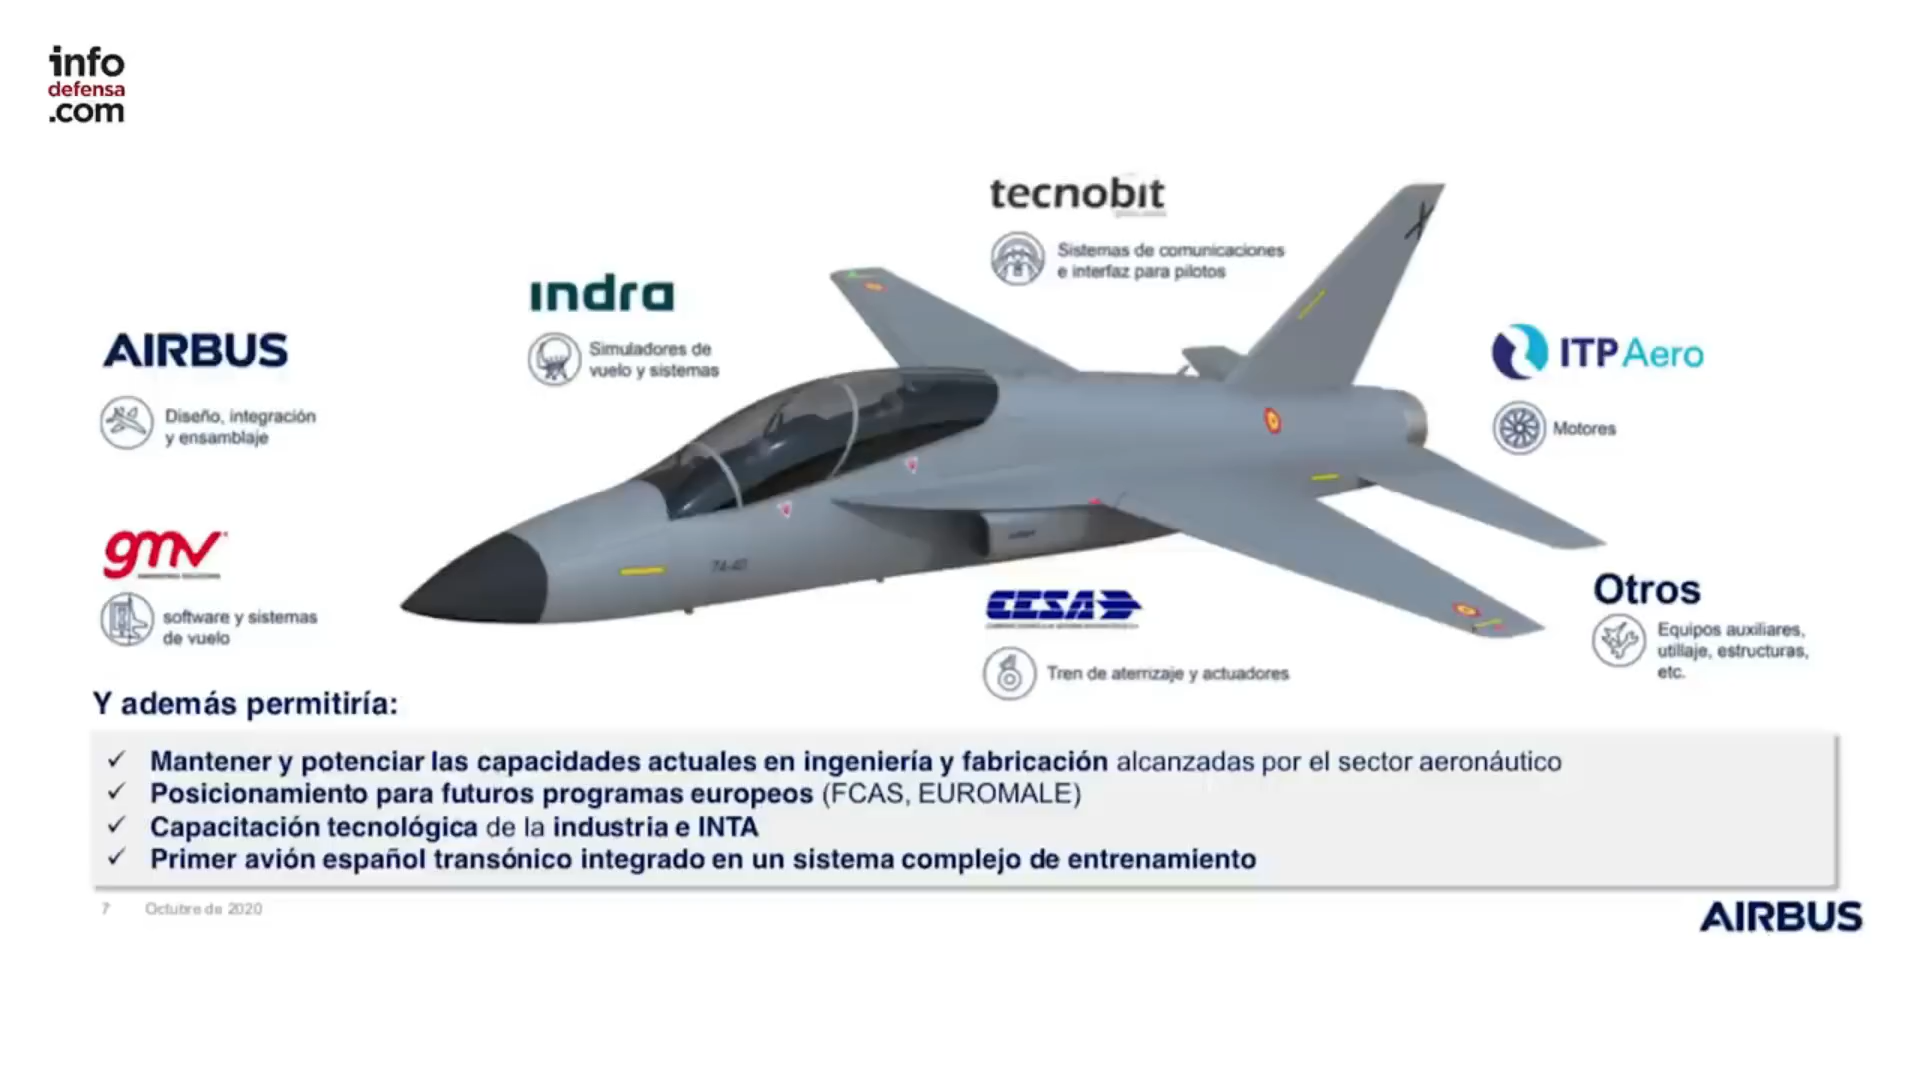 info
defensa
.com
tecnobit
Sistemas de comunicaciones
e interfaz para pilotos
indra
Simuladores de
vuelo y sistemas
AIRBUS
Diseño, integración
y ensamblaje
ITP Aero
Motores
gmv
software y sistemas
de vuelo
74-40
CESA
Tren de aterrizaje y actuadores
Otros
Equipos auxiliares,
utillaje, estructuras,
etc.
Y además permitiría:
✓ Mantener y potenciar las capacidades actuales en ingeniería y fabricación alcanzadas por el sector aeronáutico
✓ Posicionamiento para futuros programas europeos (FCAS, EUROMALE)
✓ Capacitación tecnológica de la industria e INTA
✓ Primer avión español transónico integrado en un sistema complejo de entrenamiento
7 Octubre de 2020
AIRBUS